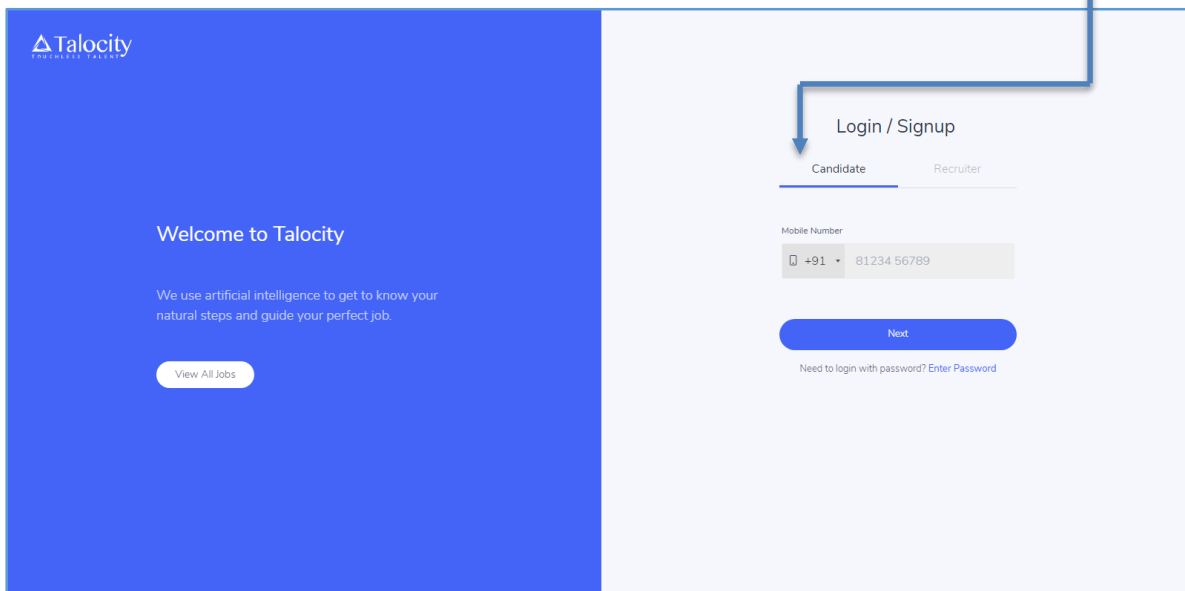 Talocity
TOUCHLESS TALENT
Welcome to Talocity
We use artificial intelligence to get to know your
natural steps and guide your perfect job.
View All Jobs
Login / Signup
Candidate
Recruiter
Mobile Number
+91
81234 56789
Next
Need to login with password? Enter Password